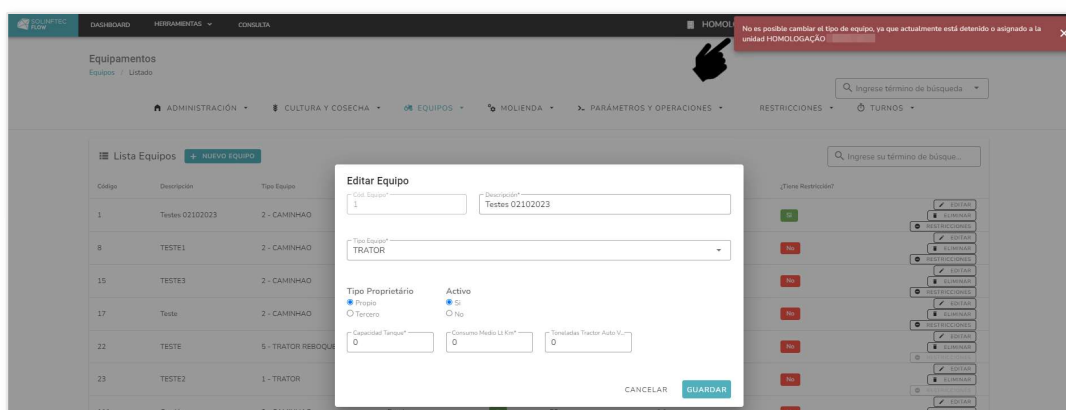 SOLINFTEC
FLOW
DASHBOARD
HERRAMIENTAS
CONSULTA
HOMOL
No es posible cambiar el tipo de equipo, ya que actualmente está detenido o asignado a la
unidad HOMOLOGAÇÃO
Equipamentos
Equipos / Listado
Ingrese término de búsqueda
ADMINISTRACIÓN
CULTURA Y COSECHA
EQUIPOS
MOLIENDA
PARÁMETROS Y OPERACIONES
RESTRICCIONES
TURNOS
Lista Equipos
+ NUEVO EQUIPO
Ingrese su término de búsque...
Código
Descripción
Tipo Equipo
¿Tiene Restricción?
1
Testes 02102023
2 - CAMINHAO
Si
EDITAR
ELIMINAR
RESTRICCIONES
8
TESTE1
2 - CAMINHAO
No
EDITAR
ELIMINAR
RESTRICCIONES
15
TESTE3
2 - CAMINHAO
No
EDITAR
ELIMINAR
RESTRICCIONES
17
Teste
2 - CAMINHAO
No
EDITAR
ELIMINAR
RESTRICCIONES
22
TESTE
5 - TRATOR REBOQUE
No
EDITAR
ELIMINAR
23
TESTE2
1 - TRATOR
No
EDITAR
ELIMINAR
EDITAR
Editar Equipo
Cód. Equipo*
1
Descripción*
Testes 02102023
Tipo Equipo*
TRATOR
Tipo Proprietário
Propio
Tercero
Activo
Si
No
Capacidad Tanque*
0
Consumo Medio Lt Km*
0
Toneladas Tractor Auto V...
0
CANCELAR
GUARDAR